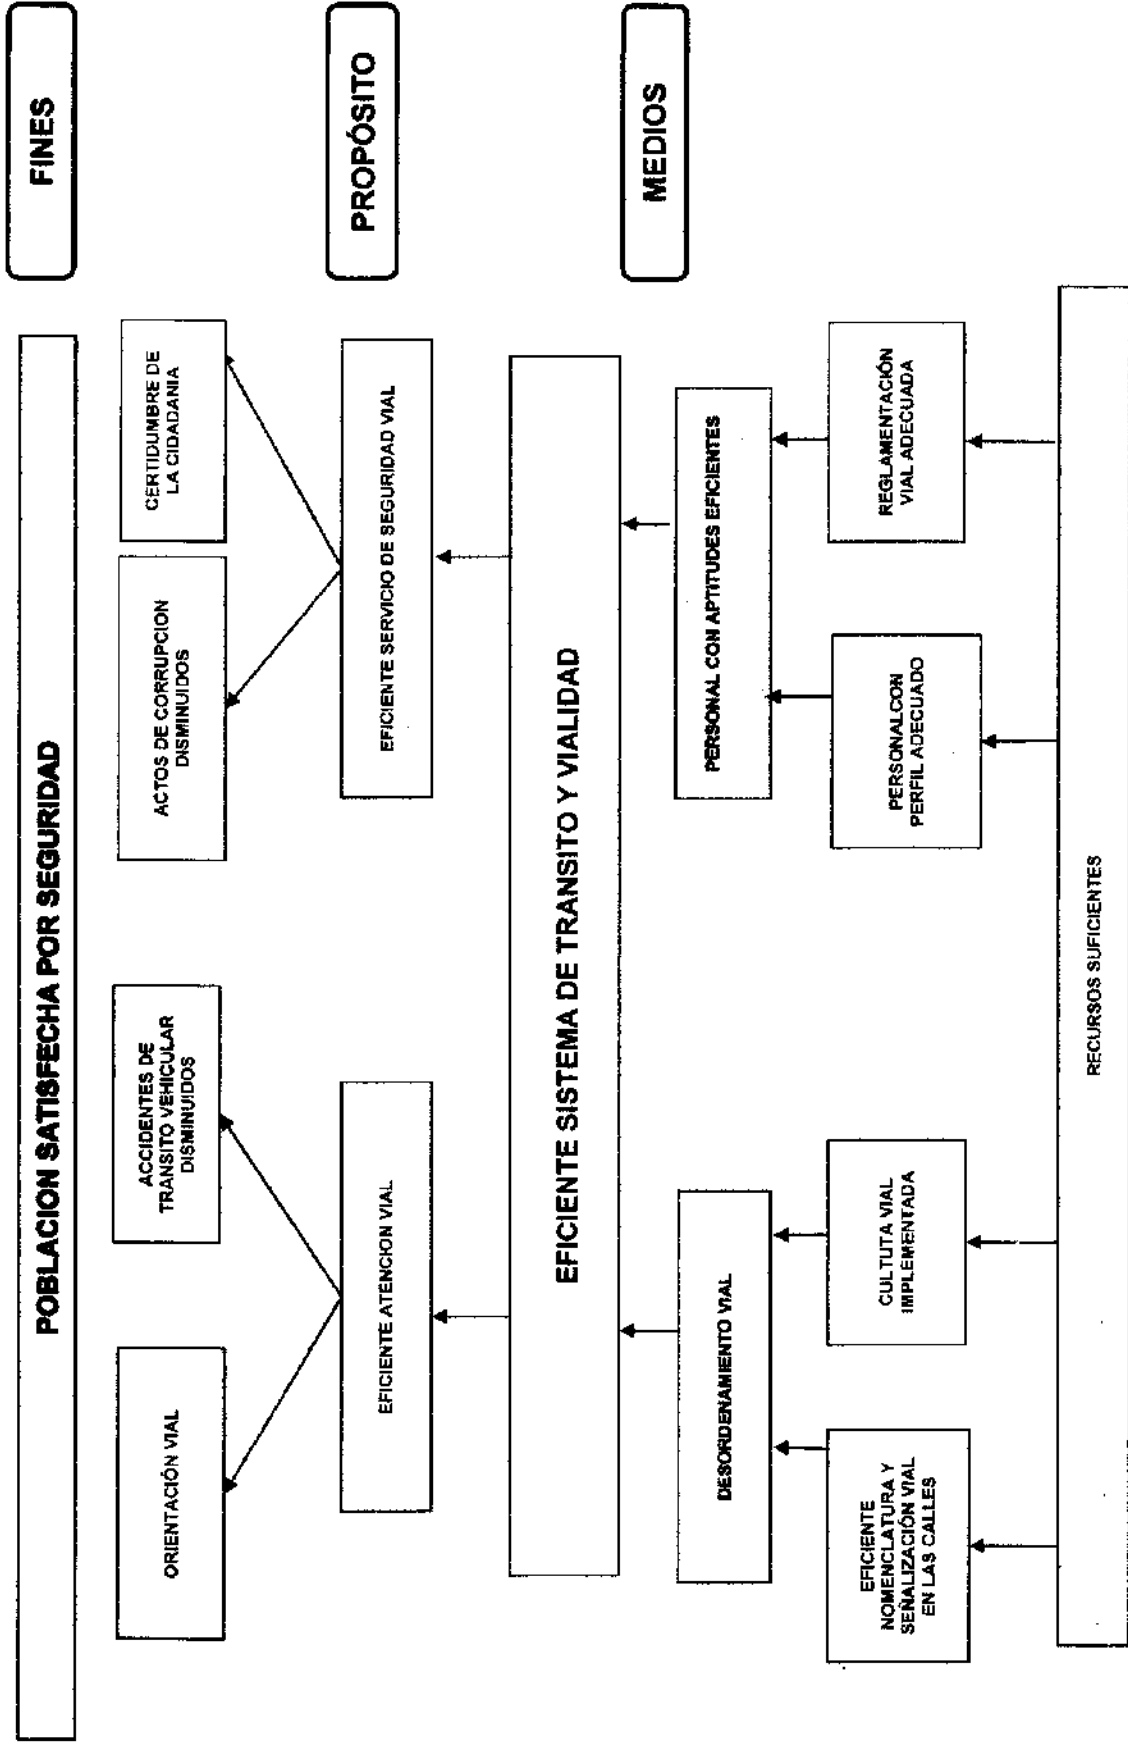 POBLACION SATISFECHA POR SEGURIDAD
FINES
ORIENTACIÓN VIAL
ACCIDENTES DE
TRANSITO VEHICULAR
DISMINUIDOS
ACTOS DE CORRUPCION
DISMINUIDOS
CERTIDUMBRE DE
LA CIDADANIA
EFICIENTE ATENCION VIAL
EFICIENTE SERVICIO DE SEGURIDAD VIAL
PROPÓSITO
EFICIENTE SISTEMA DE TRANSITO Y VIALIDAD
MEDIOS
DESORDENAMIENTO VIAL
PERSONAL CON APTITUDES EFICIENTES
EFICIENTE
NOMENCLATURA Y
SEÑALIZACIÓN VIAL
EN LAS CALLES
CULTUTA VIAL
IMPLEMENTADA
PERSONAL CON
PERFIL ADECUADO
REGLAMENTACIÓN
VIAL ADECUADA
RECURSOS SUFICIENTES